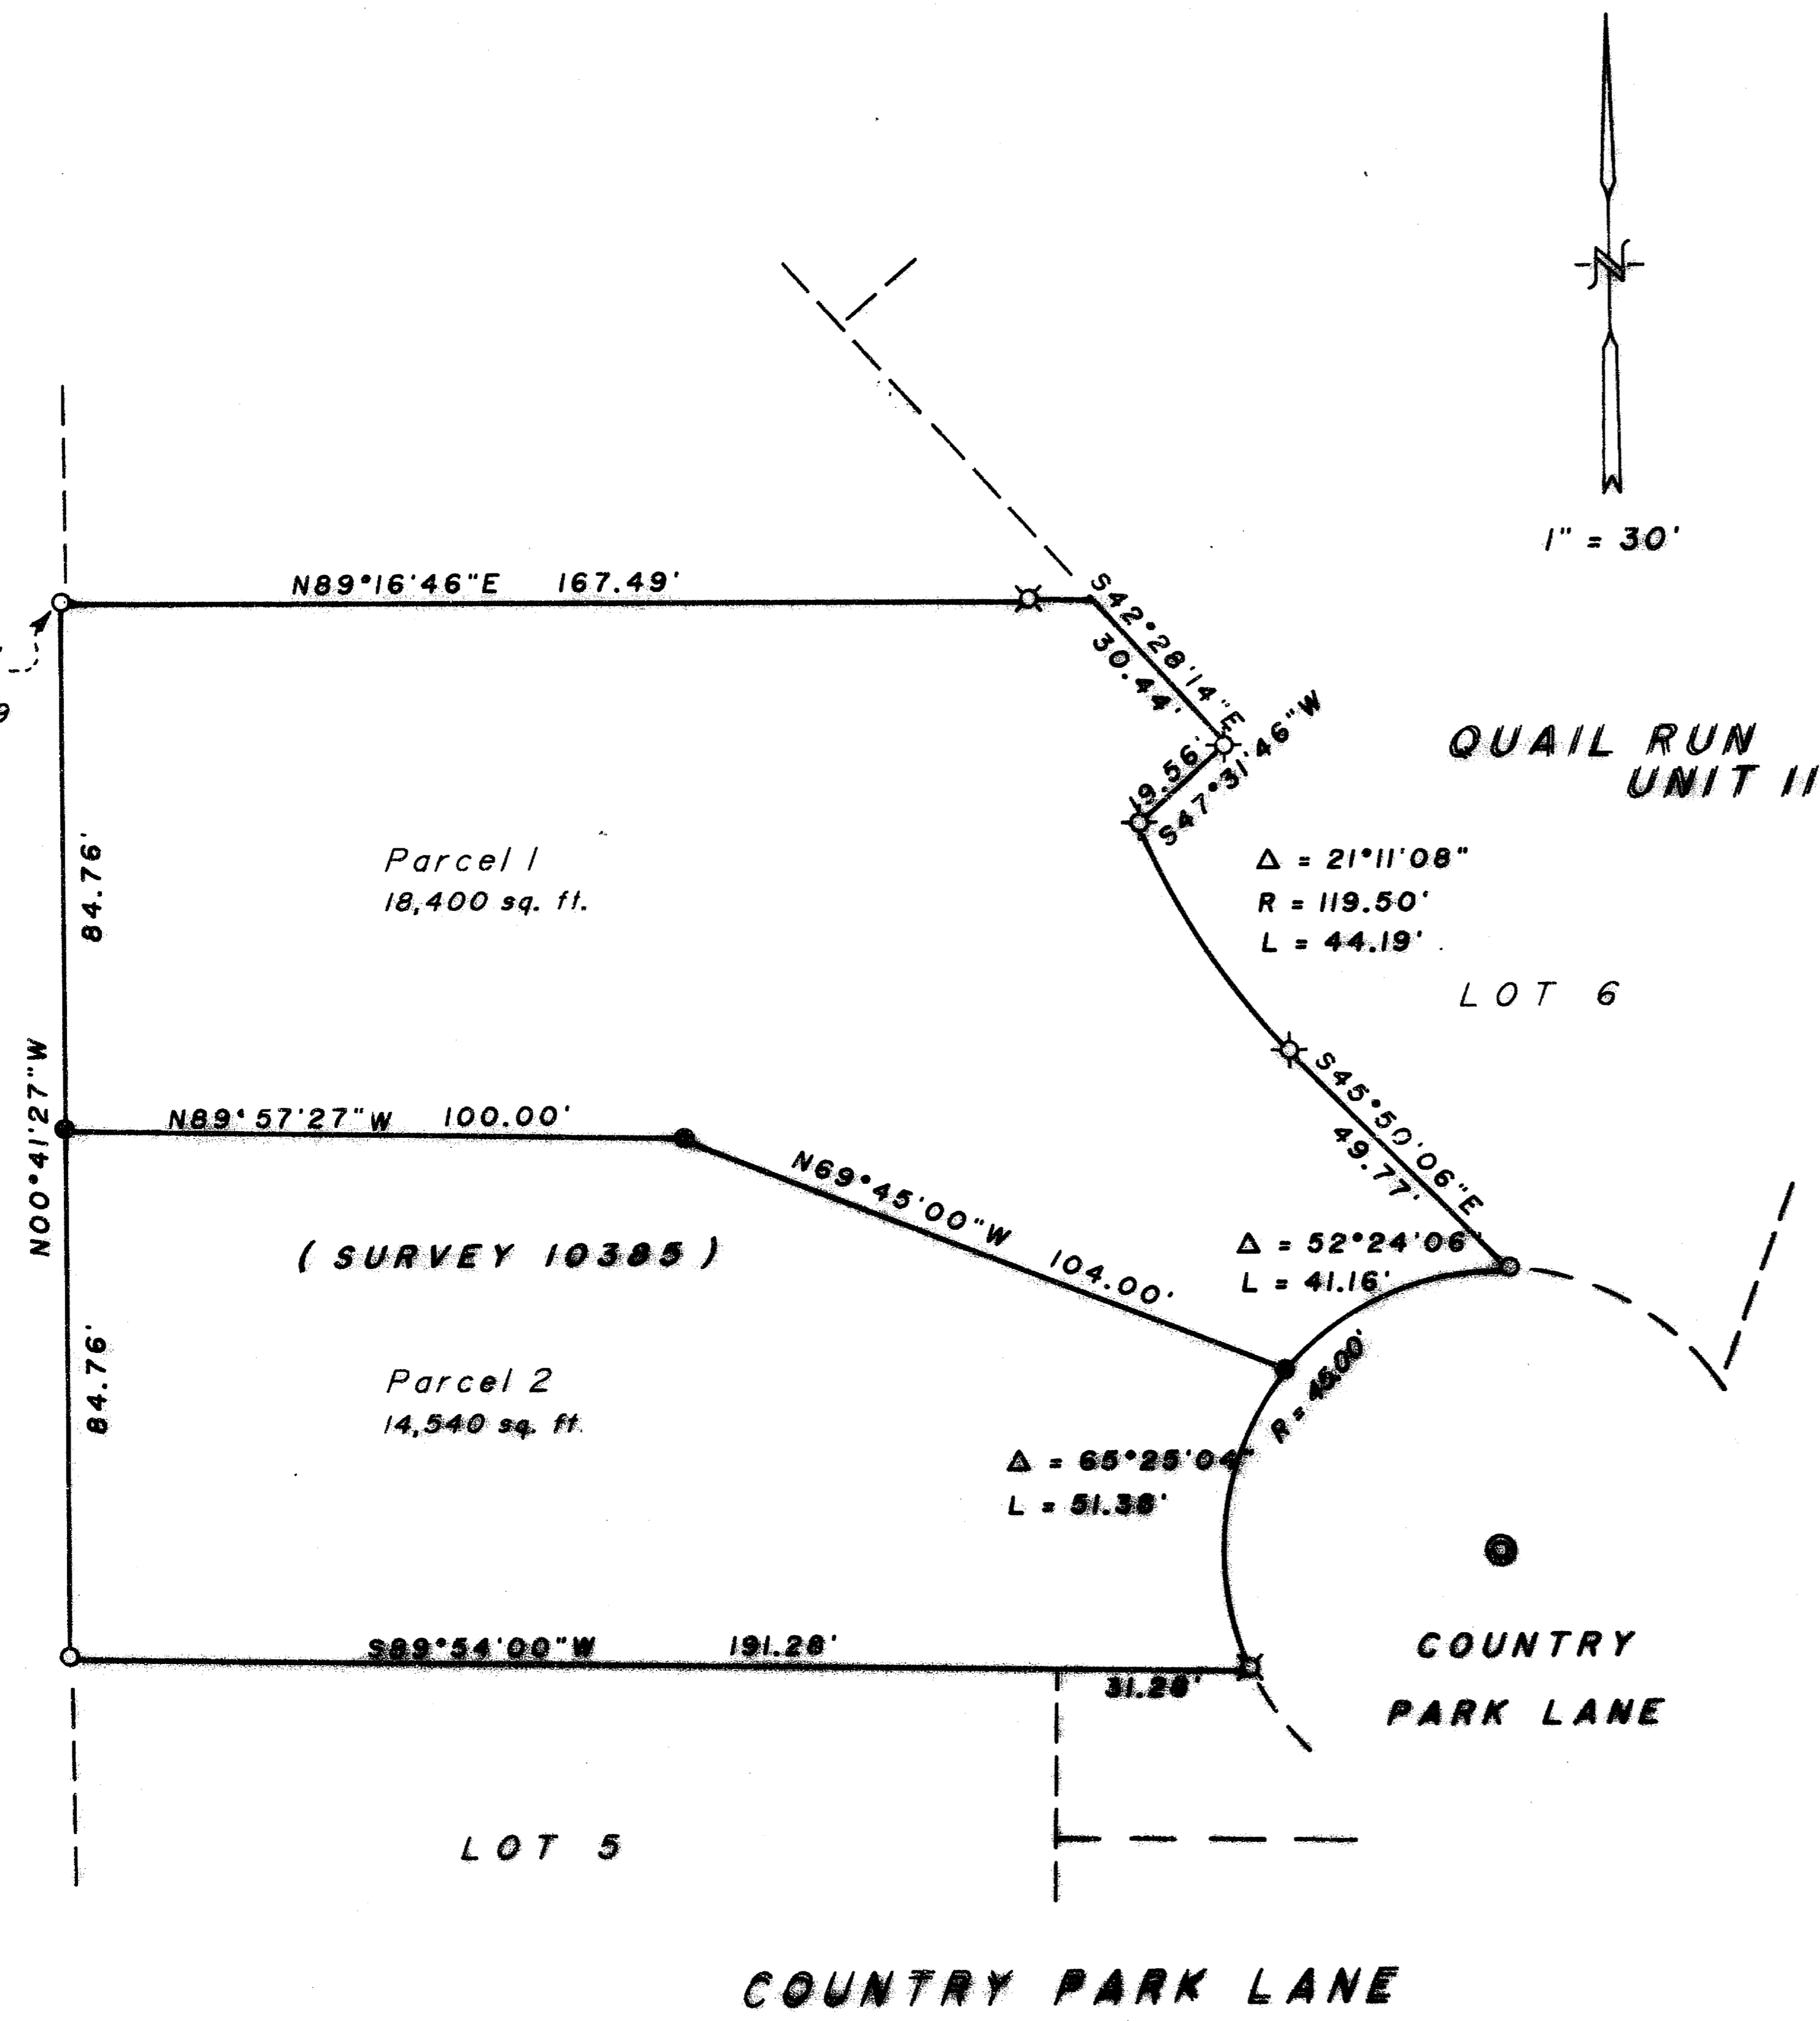 N
1" = 30'
N89°16'46"E 167.49'
S42°28'14"E
30.44'
19.56'
S47°31'46"W
9
QUAIL RUN
UNIT II
84.76'
Parcel 1
18,400 sq. ft.
Δ = 21°11'08"
R = 119.50'
L = 44.19'
LOT 6
N00°41'27"W
N89°57'27"W 100.00'
S45°50'06"E
49.77'
N69°45'00"W 104.00'
(SURVEY 10385)
Δ = 52°24'06"
L = 41.16'
R = 45.00'
84.76'
Parcel 2
14,540 sq. ft.
Δ = 65°25'04"
L = 51.38'
S89°54'00"W 191.28'
31.28'
COUNTRY
PARK LANE
LOT 5
COUNTRY PARK LANE